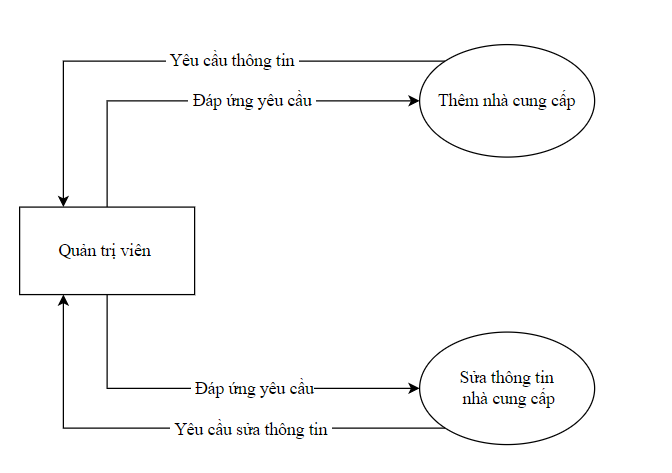 Yêu cầu thông tin
Đáp ứng yêu cầu
Thêm nhà cung cấp
Quản trị viên
Đáp ứng yêu cầu
Sửa thông tin
nhà cung cấp
Yêu cầu sửa thông tin